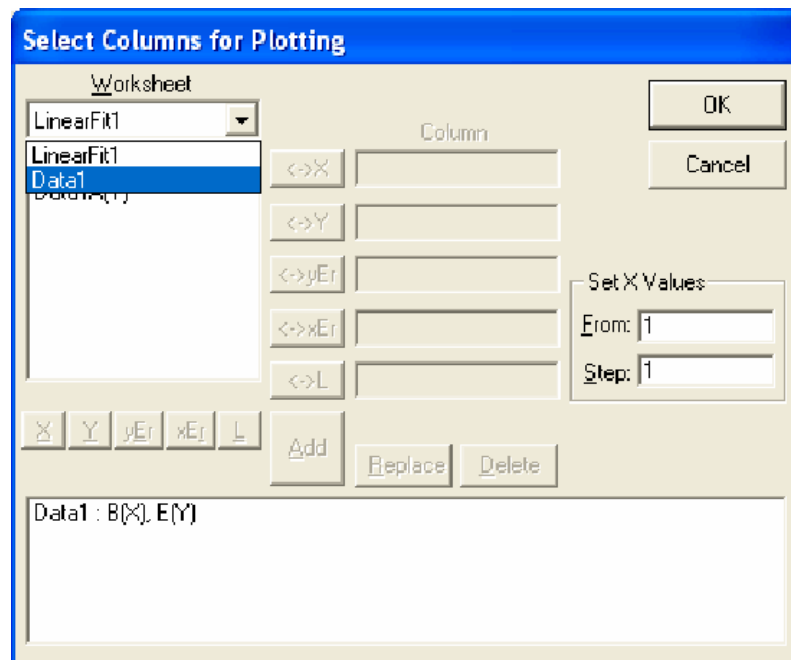 Select Columns for Plotting
Worksheet
LinearFit1
LinearFit1
Data1
Column
<->X
<->Y
<->yEr
<->xEr
<->L
OK
Cancel
Set X Values
From: 1
Step: 1
X Y yEr xEr L
Add
Replace Delete
Data1 : B(X), E(Y)